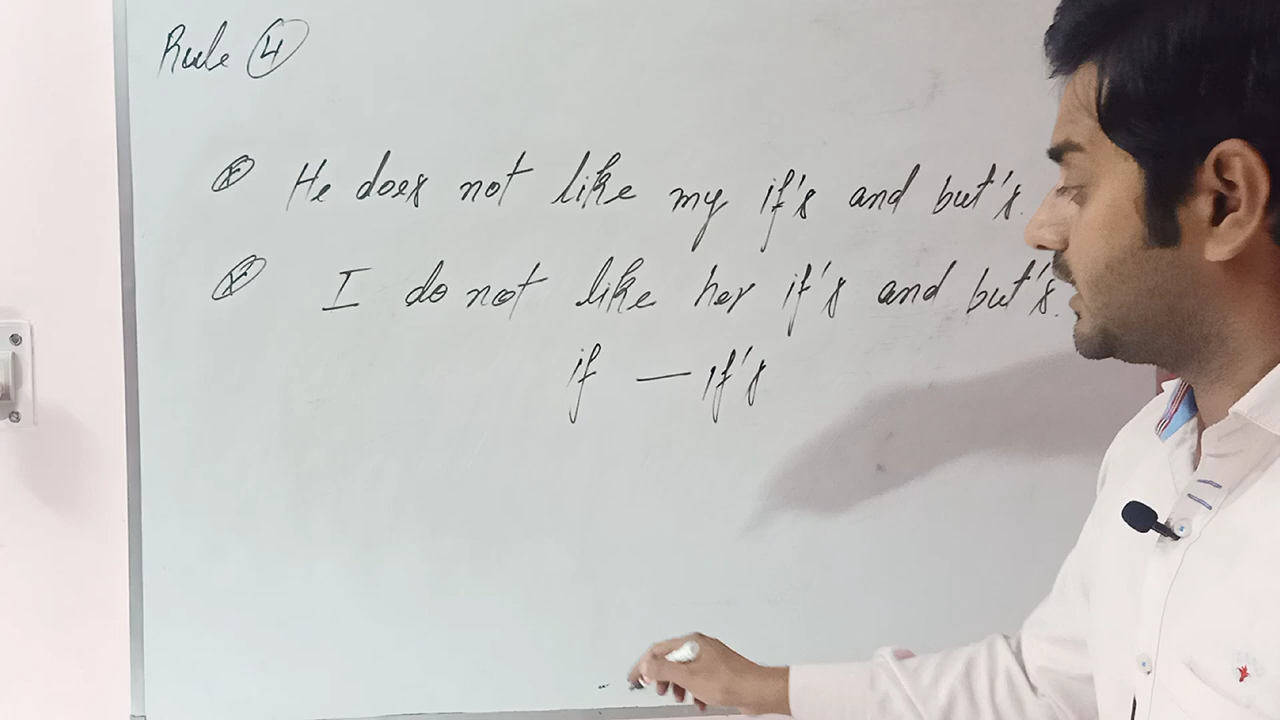 Rule 4
He does not like my if's and but's.
I do not like her if's and but's.
if — if's